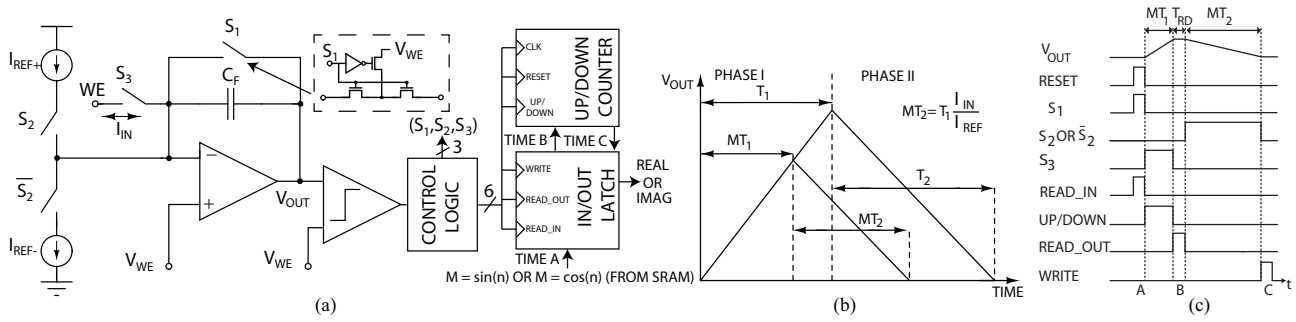 I_REF+
S_2
S̄_2
I_REF-
WE
S_3
I_IN
S_1
C_F
S_1
V_WE
V_WE
V_OUT
V_WE
(S_1,S_2,S_3)
3
CONTROL LOGIC
6
CLK
RESET
UP/
DOWN
UP/DOWN
COUNTER
TIME B
TIME C
WRITE
READ_OUT
READ_IN
IN/OUT
LATCH
REAL
OR
IMAG
TIME A
M = sin(n) OR M = cos(n) (FROM SRAM)
(a)
V_OUT
PHASE I
PHASE II
T_1
MT_2=T_1 I_IN/I_REF
MT_1
T_2
MT_2
TIME
(b)
MT_1 T_RD MT_2
V_OUT
RESET
S_1
S_2 OR S̄_2
S_3
READ_IN
UP/DOWN
READ_OUT
WRITE
A B C
t
(c)